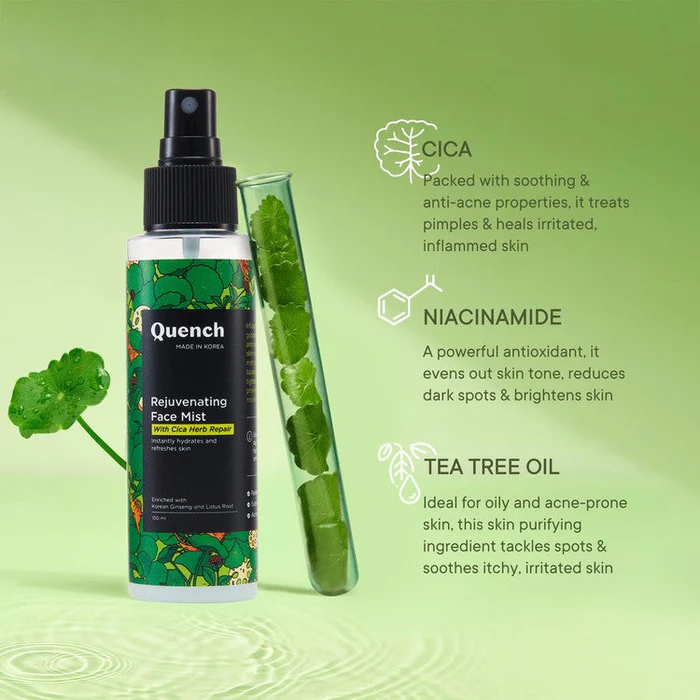 Quench
MADE IN KOREA
Rejuvenating
Face Mist
With Cica Herb Repair
Instantly hydrates and
refreshes skin
Enriched with
Korean Ginseng and Lotus Root
100 ml
CICA
Packed with soothing &
anti-acne properties, it treats
pimples & heals irritated,
inflammed skin
NIACINAMIDE
A powerful antioxidant, it
evens out skin tone, reduces
dark spots & brightens skin
TEA TREE OIL
Ideal for oily and acne-prone
skin, this skin purifying
ingredient tackles spots &
soothes itchy, irritated skin